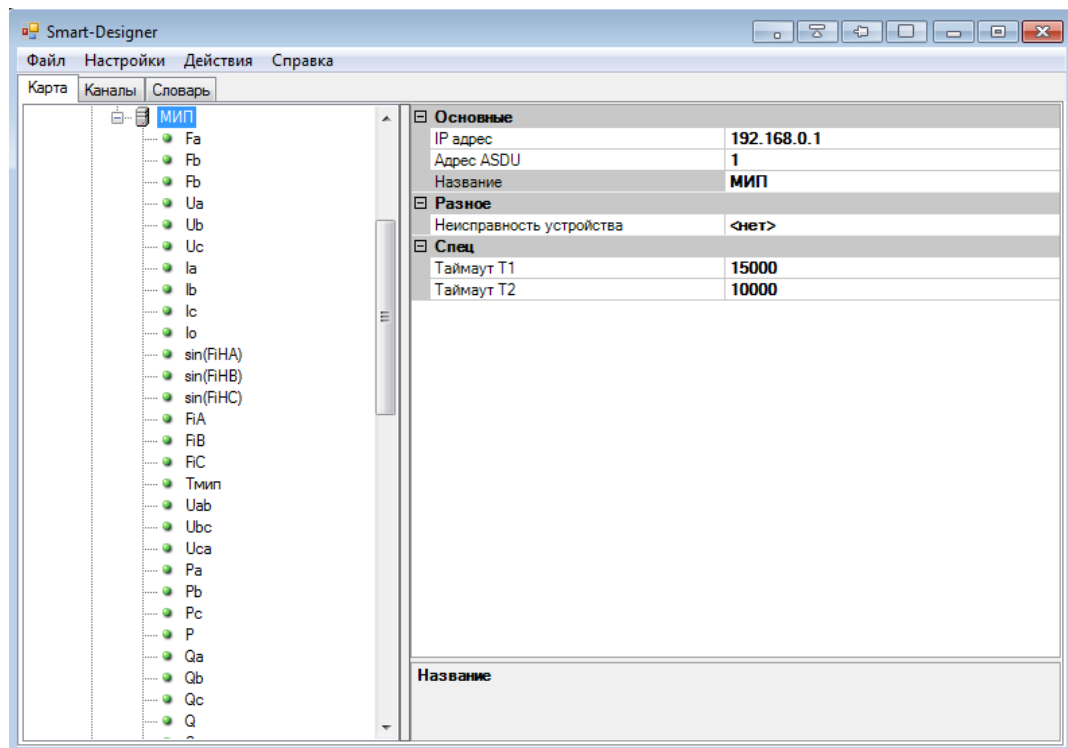 Smart-Designer
Файл Настройки Действия Справка
Карта Каналы Словарь
МИП
Fa
Fb
Fb
Ua
Ub
Uc
Ia
Ib
Ic
Io
sin(FiHA)
sin(FiHB)
sin(FiHC)
FiA
FiB
FiC
Тмип
Uab
Ubc
Uca
Pa
Pb
Pc
P
Qa
Qb
Qc
Q
Основные
IP адрес 192.168.0.1
Адрес ASDU 1
Название МИП
Разное
Неисправность устройства <нет>
Спец
Таймаут T1 15000
Таймаут T2 10000
Название